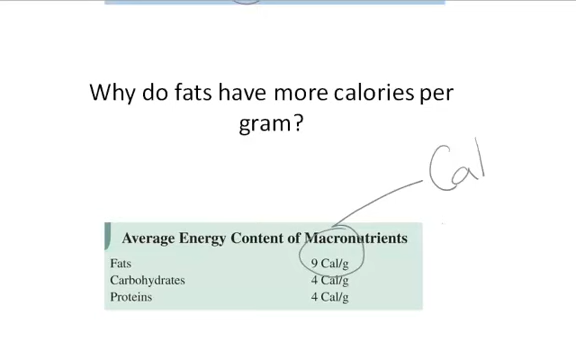 Why do fats have more calories per
gram?
Cal
Average Energy Content of Macronutrients
Fats 9 Cal/g
Carbohydrates 4 Cal/g
Proteins 4 Cal/g